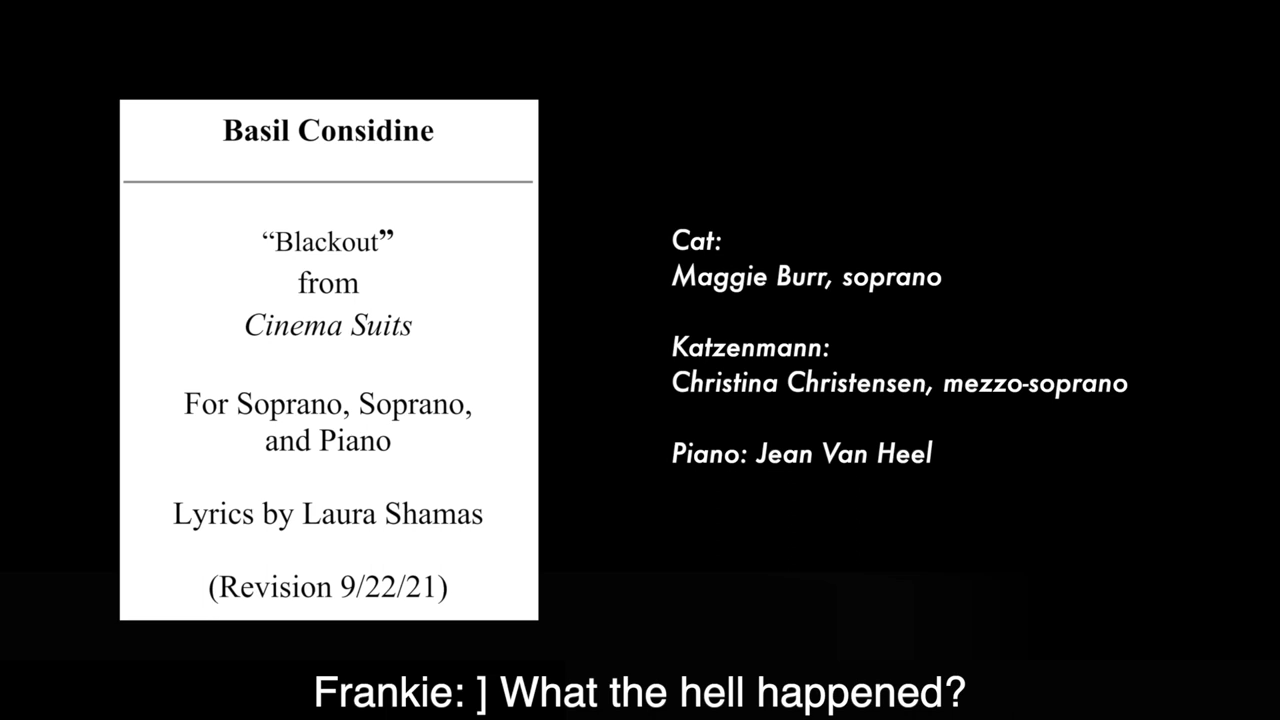 Basil Considine
“Blackout”
from
Cinema Suits
For Soprano, Soprano,
and Piano
Lyrics by Laura Shamas
(Revision 9/22/21)
Cat:
Maggie Burr, soprano
Katzenmann:
Christina Christensen, mezzo-soprano
Piano: Jean Van Heel
Frankie: ] What the hell happened?